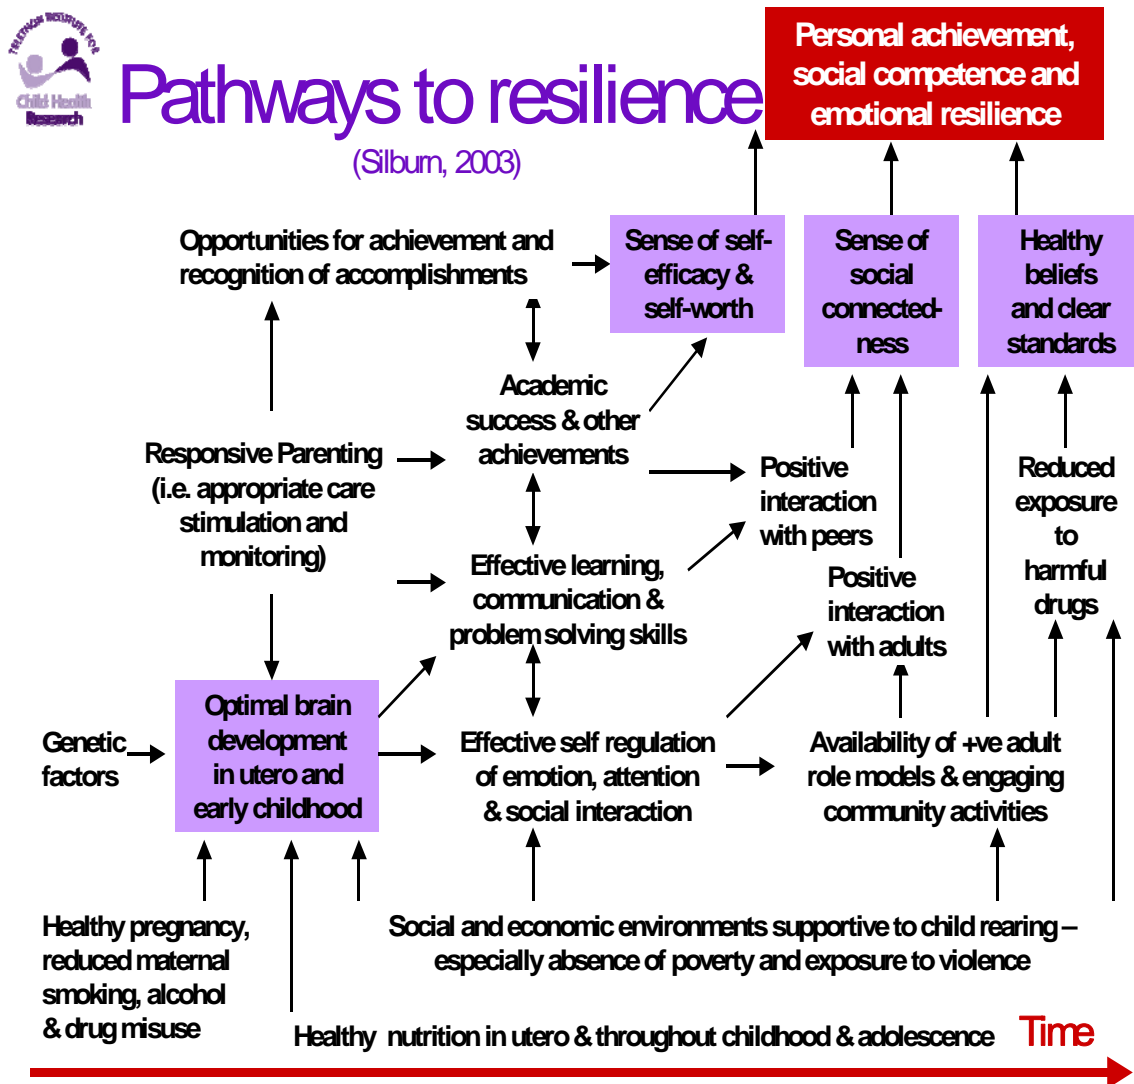 TELETHON INSTITUTE FOR
Child Health
Research
Pathways to resilience
(Silburn, 2003)
Personal achievement,
social competence and
emotional resilience
Opportunities for achievement and
recognition of accomplishments
Sense of self-
efficacy &
self-worth
Sense of
social
connected-
ness
Healthy
beliefs
and clear
standards
Academic
success & other
achievements
Responsive Parenting
(i.e. appropriate care
stimulation and
monitoring)
Positive
interaction
with peers
Reduced
exposure
to
harmful
drugs
Effective learning,
communication &
problem solving skills
Positive
interaction
with adults
Genetic
factors
Optimal brain
development
in utero and
early childhood
Effective self regulation
of emotion, attention
& social interaction
Availability of +ve adult
role models & engaging
community activities
Healthy pregnancy,
reduced maternal
smoking, alcohol
& drug misuse
Social and economic environments supportive to child rearing –
especially absence of poverty and exposure to violence
Healthy nutrition in utero & throughout childhood & adolescence
Time